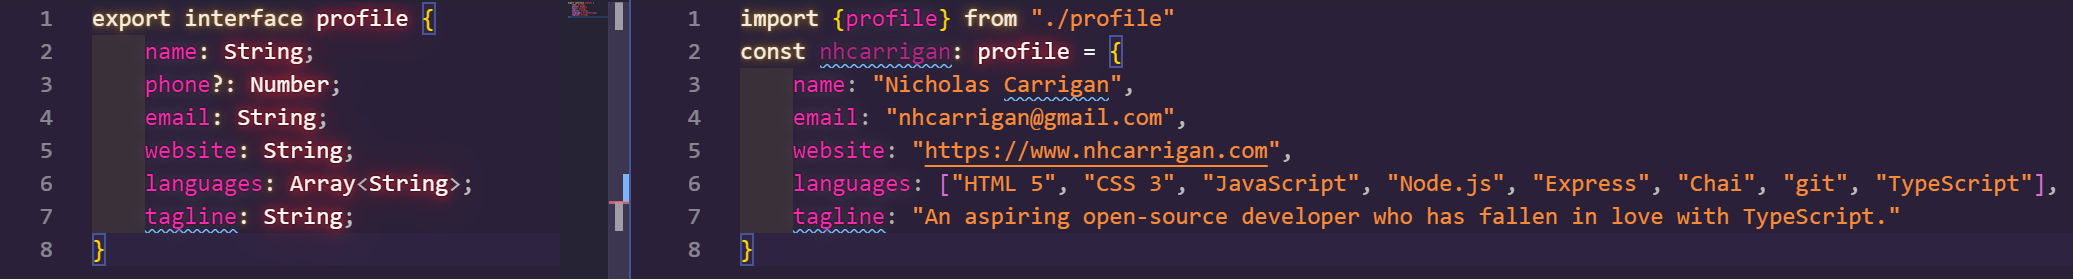 1 export interface profile {
2     name: String;
3     phone?: Number;
4     email: String;
5     website: String;
6     languages: Array<String>;
7     tagline: String;
8 }
1 import {profile} from "./profile"
2 const nhcarrigan: profile = {
3     name: "Nicholas Carrigan",
4     email: "nhcarrigan@gmail.com",
5     website: "https://www.nhcarrigan.com",
6     languages: ["HTML 5", "CSS 3", "JavaScript", "Node.js", "Express", "Chai", "git", "TypeScript"],
7     tagline: "An aspiring open-source developer who has fallen in love with TypeScript."
8 }